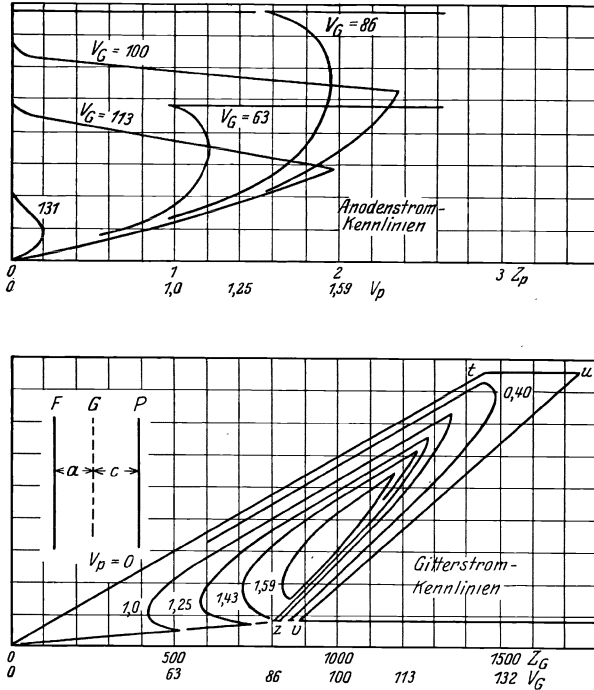 V_G = 86
V_G = 100
V_G = 63
V_G = 113
131
Anodenstrom-
Kennlinien
0 1 2 3 Z_p
0 1,0 1,25 1,59 V_p
t u
0,40
F G P
a c
V_p = 0
Gitterstrom-
Kennlinien
1,0 1,25 1,43 1,59
z v
0 500 1000 1500 Z_G
0 63 86 100 113 132 V_G